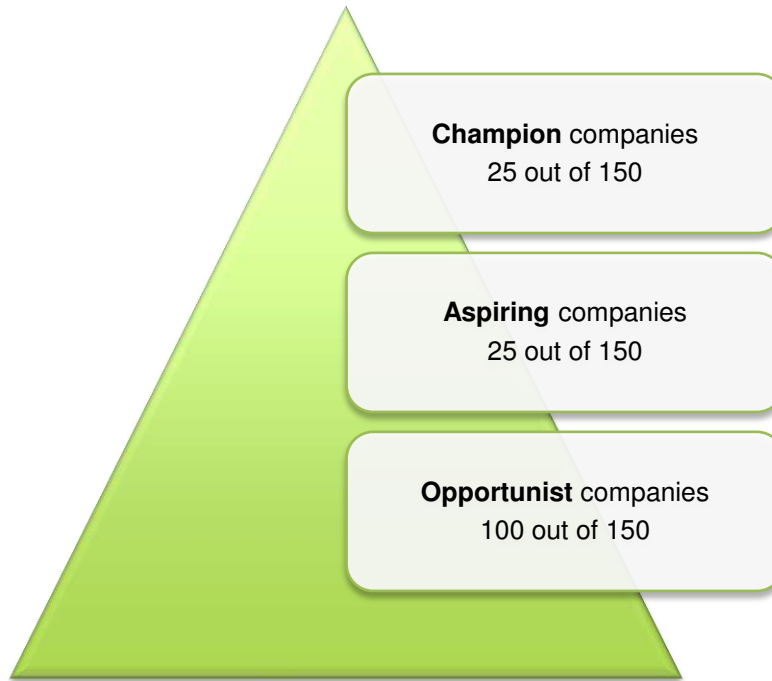 Champion companies
25 out of 150
Aspiring companies
25 out of 150
Opportunist companies
100 out of 150